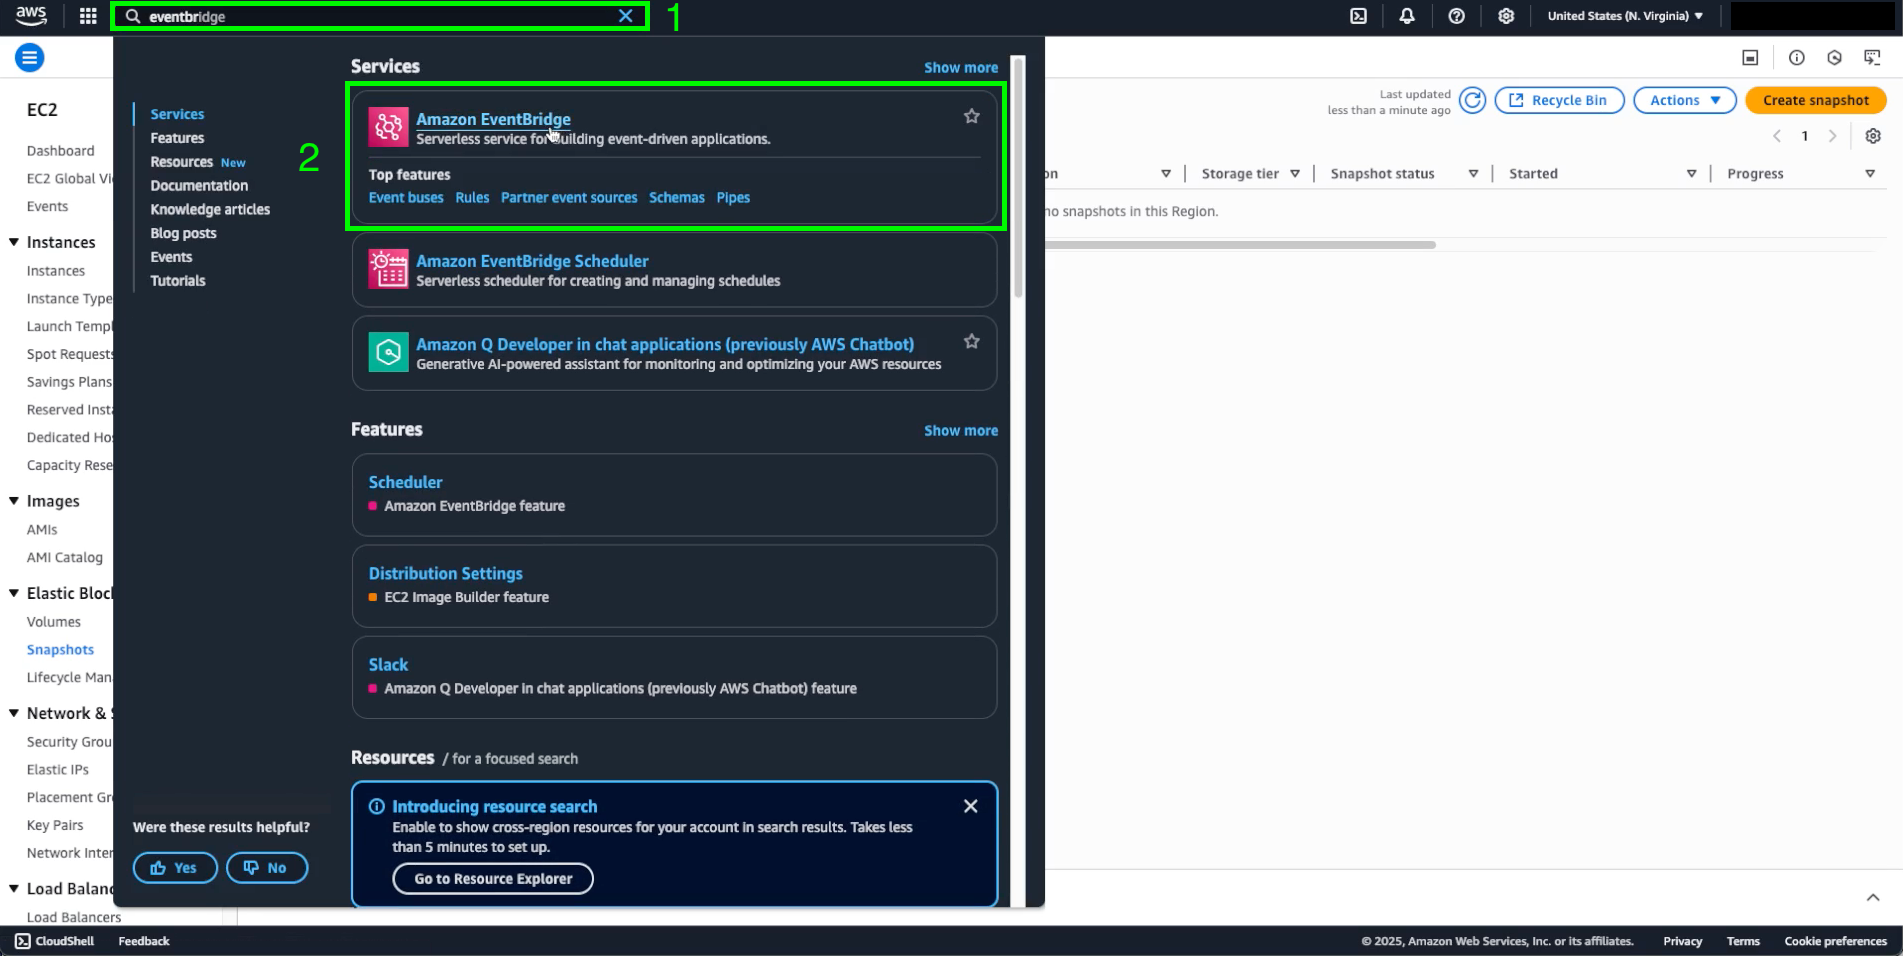 aws
eventbridge
1
United States (N. Virginia)
EC2
Dashboard
EC2 Global Vi
Events
Instances
Instances
Instance Type
Launch Templ
Spot Requests
Savings Plans
Reserved Insta
Dedicated Ho
Capacity Rese
Images
AMIs
AMI Catalog
Elastic Block
Volumes
Snapshots
Lifecycle Man
Network & S
Security Grou
Elastic IPs
Placement Gr
Key Pairs
Network Inter
Load Balanc
Load Balancers
Services
Features
Resources New
Documentation
Knowledge articles
Blog posts
Events
Tutorials
Were these results helpful?
Yes
No
2
Services
Show more
Amazon EventBridge
Serverless service for building event-driven applications.
Top features
Event buses Rules Partner event sources Schemas Pipes
Amazon EventBridge Scheduler
Serverless scheduler for creating and managing schedules
Amazon Q Developer in chat applications (previously AWS Chatbot)
Generative AI-powered assistant for monitoring and optimizing your AWS resources
Features
Show more
Scheduler
Amazon EventBridge feature
Distribution Settings
EC2 Image Builder feature
Slack
Amazon Q Developer in chat applications (previously AWS Chatbot) feature
Resources / for a focused search
Introducing resource search
Enable to show cross-region resources for your account in search results. Takes less
than 5 minutes to set up.
Go to Resource Explorer
Last updated
less than a minute ago
Recycle Bin
Actions
Create snapshot
1
on
Storage tier
Snapshot status
Started
Progress
no snapshots in this Region.
CloudShell
Feedback
© 2025, Amazon Web Services, Inc. or its affiliates.
Privacy
Terms
Cookie preferences